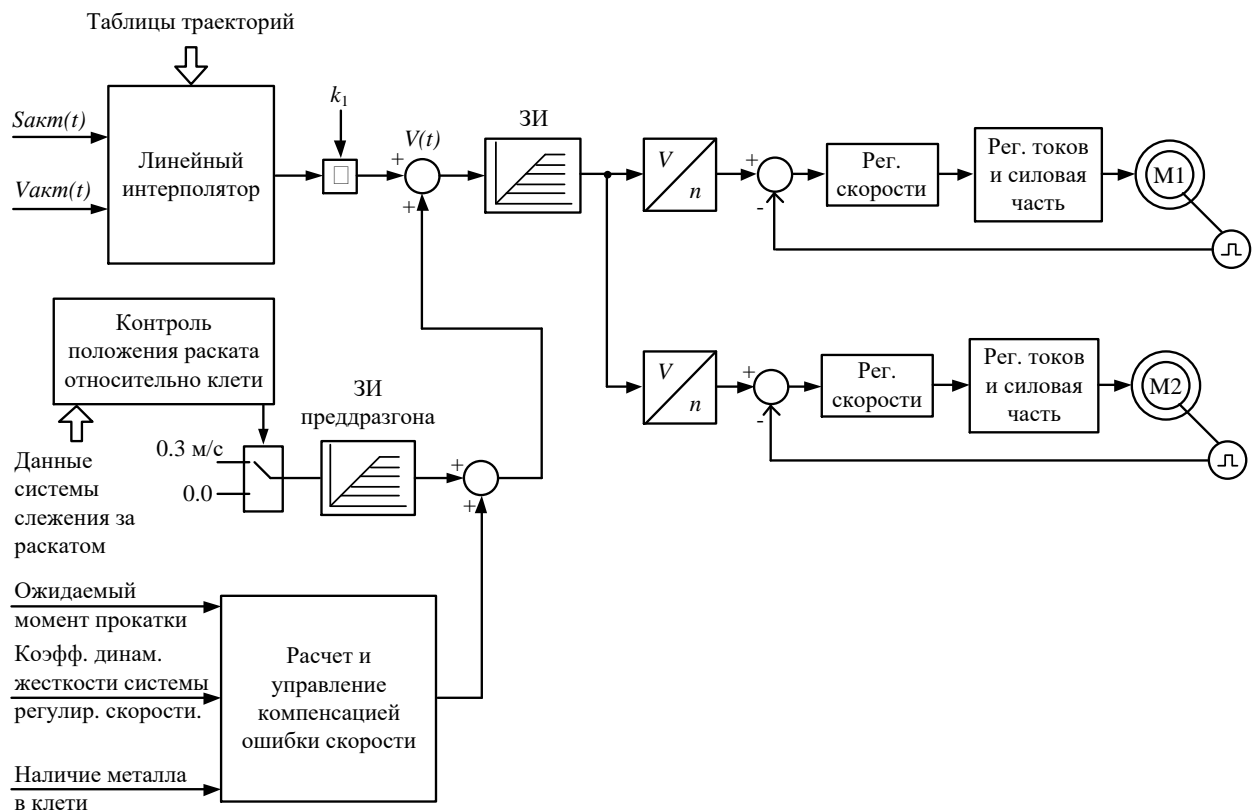 Таблицы траекторий
Sакт(t)
Vакт(t)
Линейный
интерполятор
k1
V(t)
+
+
ЗИ
V
n
+
-
Рег.
скорости
Рег. токов
и силовая
часть
М1
V
n
+
-
Рег.
скорости
Рег. токов
и силовая
часть
М2
Контроль
положения раската
относительно клети
Данные
системы
слежения за
раскатом
0.3 м/с
0.0
ЗИ
преддразгона
+
+
Ожидаемый
момент прокатки
Коэфф. динам.
жесткости системы
регулир. скорости.
Наличие металла
в клети
Расчет и
управление
компенсацией
ошибки скорости